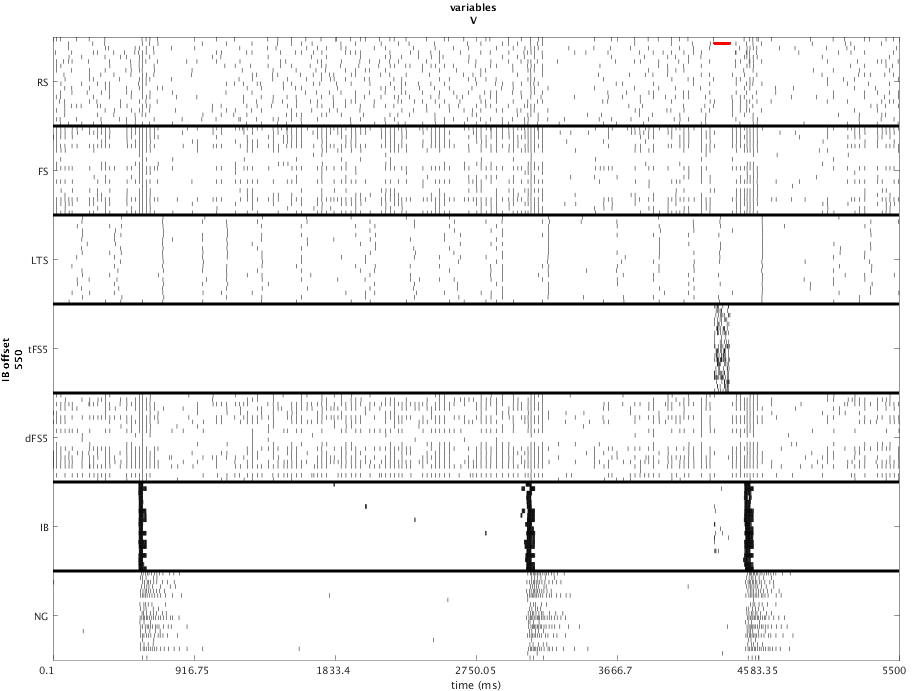 variables
V
RS
FS
LTS
tFS5
dFS5
IB
NG
IB offset
550
0.1 916.75 1833.4 2750.05 3666.7 4583.35 5500
time (ms)